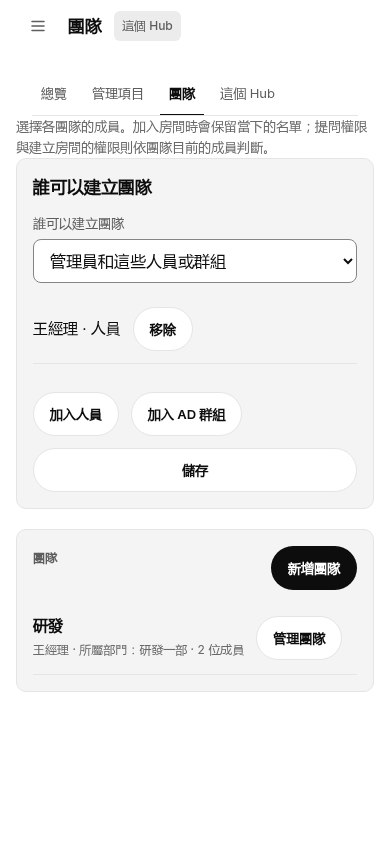 團隊
這個 Hub
總覽
管理項目
團隊
這個 Hub
選擇各團隊的成員。加入房間時會保留當下的名單；提問權限
與建立房間的權限則依團隊目前的成員判斷。
誰可以建立團隊
誰可以建立團隊
管理員和這些人員或群組
王經理 · 人員
移除
加入人員
加入 AD 群組
儲存
團隊
新增團隊
研發
王經理 · 所屬部門：研發一部 · 2 位成員
管理團隊